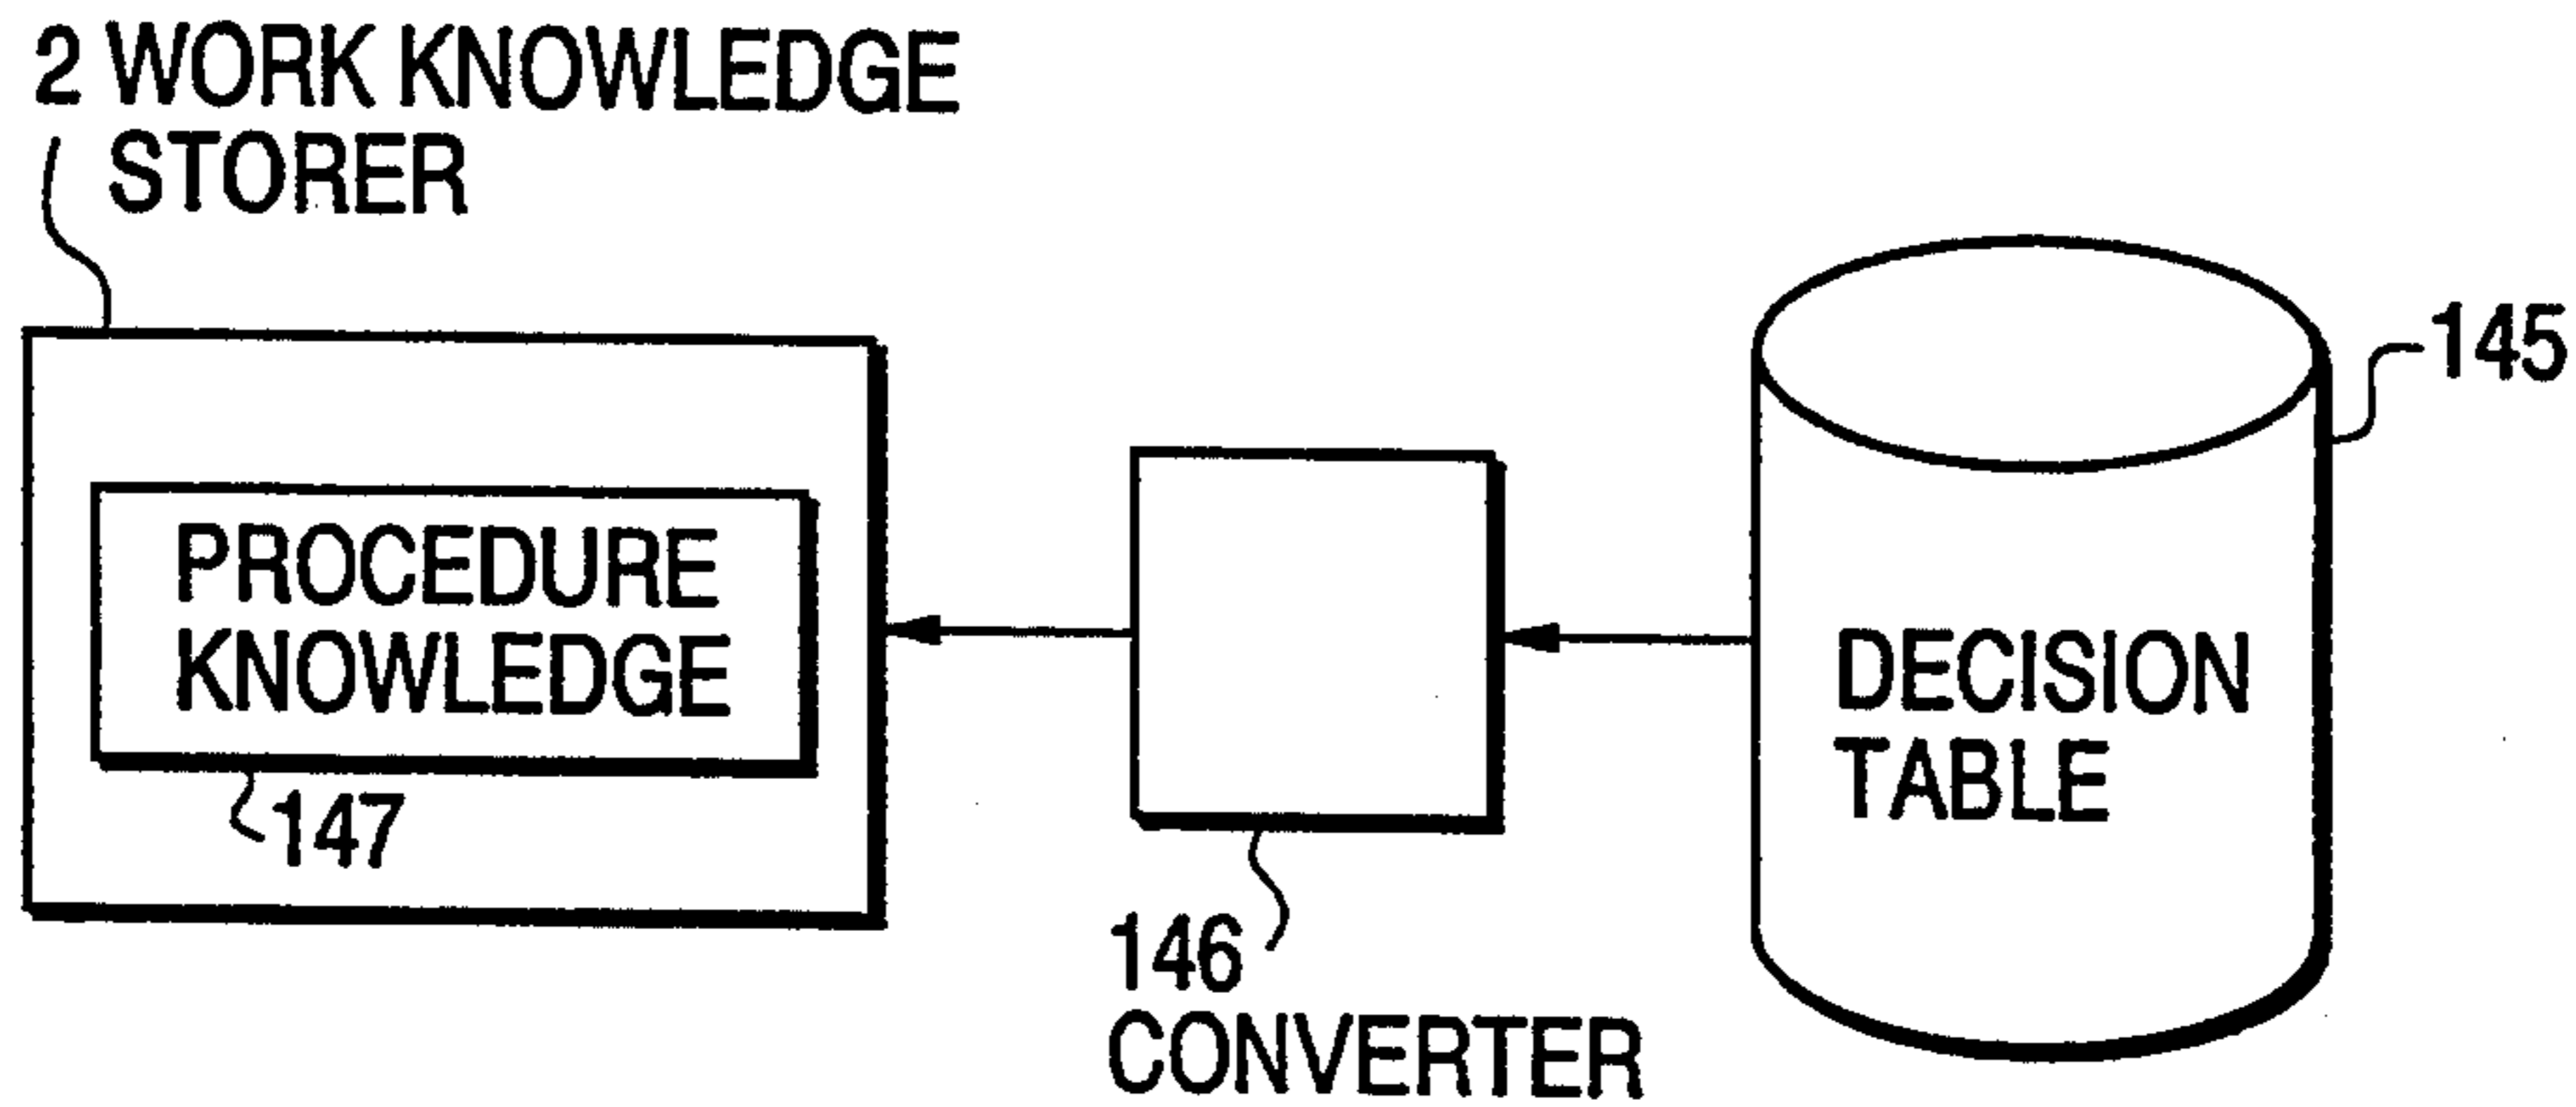 2 WORK KNOWLEDGE
STORER
PROCEDURE
KNOWLEDGE
147
146
CONVERTER
145
DECISION
TABLE